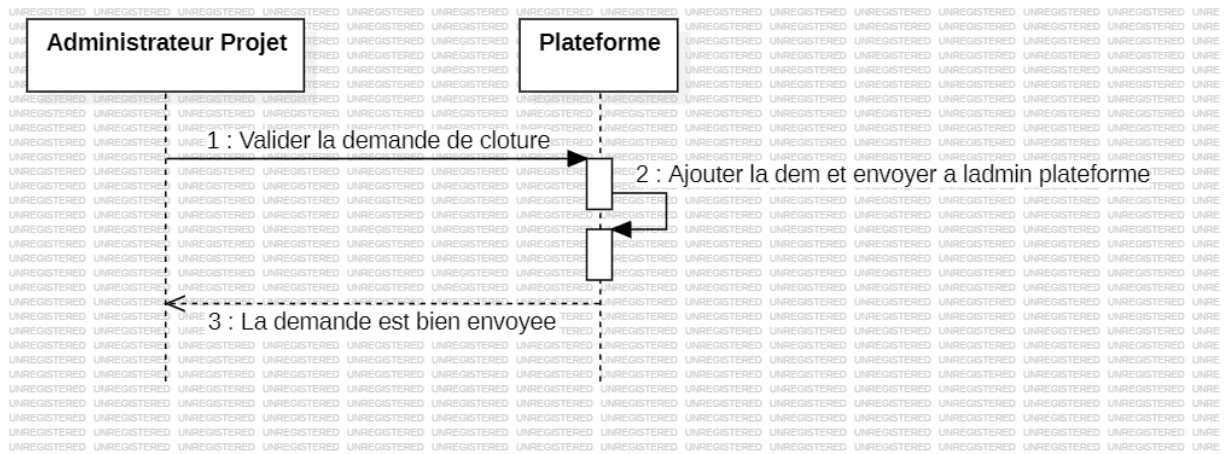 Administrateur Projet
Plateforme
1 : Valider la demande de cloture
2 : Ajouter la dem et envoyer a ladmin plateforme
3 : La demande est bien envoyee
UNREGISTERED